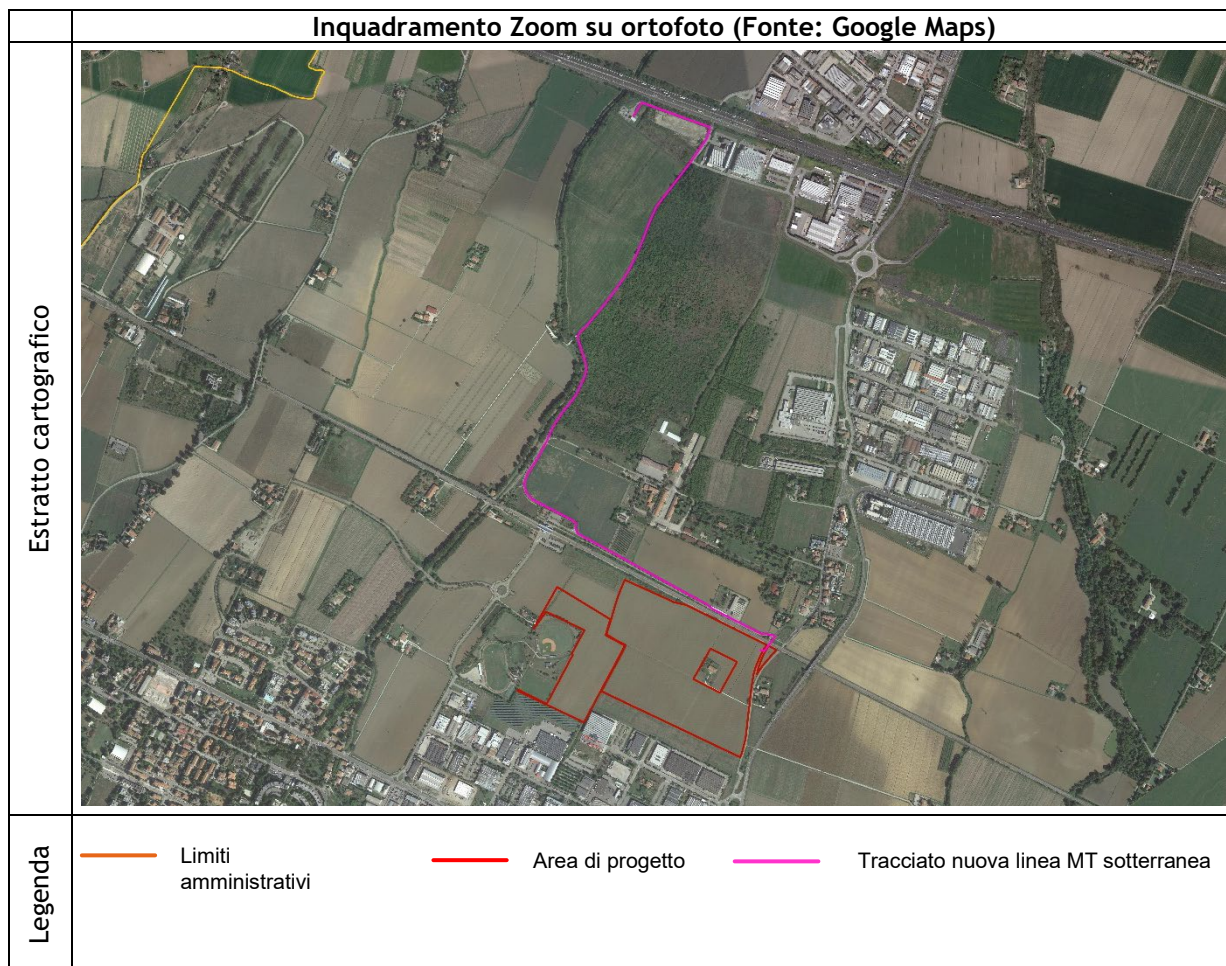 Inquadramento Zoom su ortofoto (Fonte: Google Maps)
Estratto cartografico
Legenda
Limiti
amministrativi
Area di progetto
Tracciato nuova linea MT sotterranea